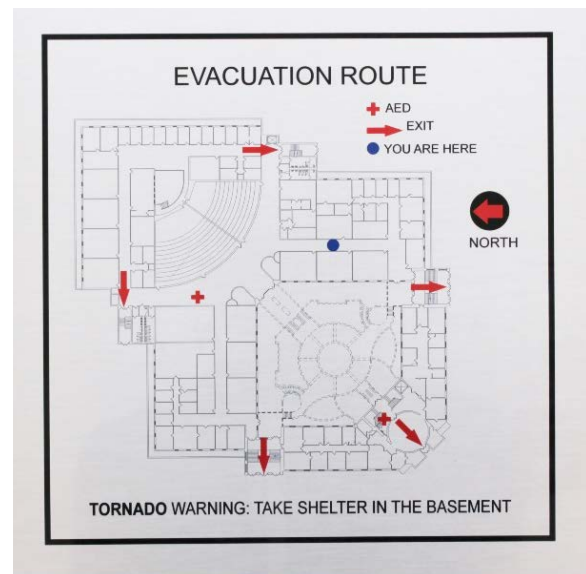 EVACUATION ROUTE
AED
EXIT
YOU ARE HERE
NORTH
TORNADO WARNING: TAKE SHELTER IN THE BASEMENT